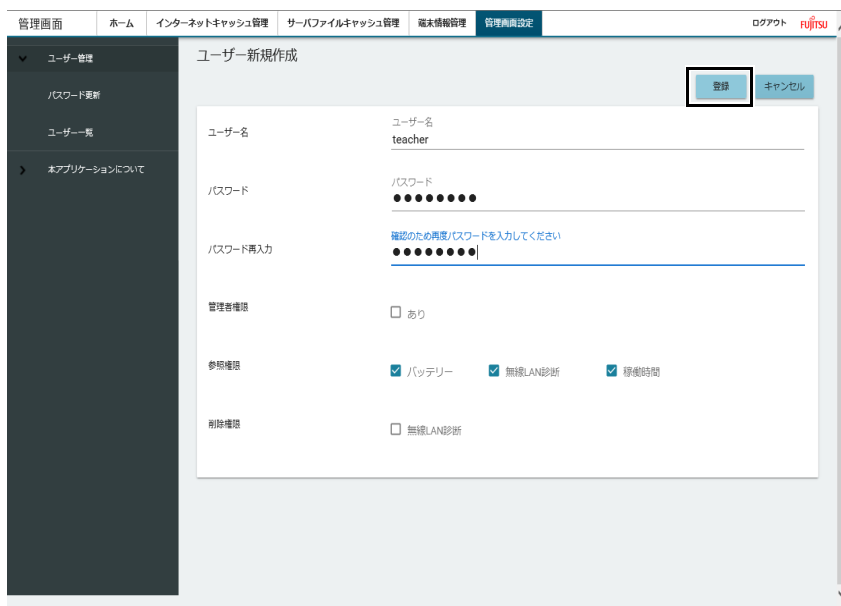 管理画面
ホーム
インターネットキャッシュ管理
サーバファイルキャッシュ管理
端末情報管理
管理画面設定
ログアウト
FUJITSU
ユーザー管理
パスワード更新
ユーザー一覧
本アプリケーションについて
ユーザー新規作成
登録
キャンセル
ユーザー名
ユーザー名
teacher
パスワード
パスワード
●●●●●●●●
パスワード再入力
確認のため再度パスワードを入力してください
●●●●●●●●
管理者権限
あり
参照権限
バッテリー
無線LAN診断
稼働時間
削除権限
無線LAN診断